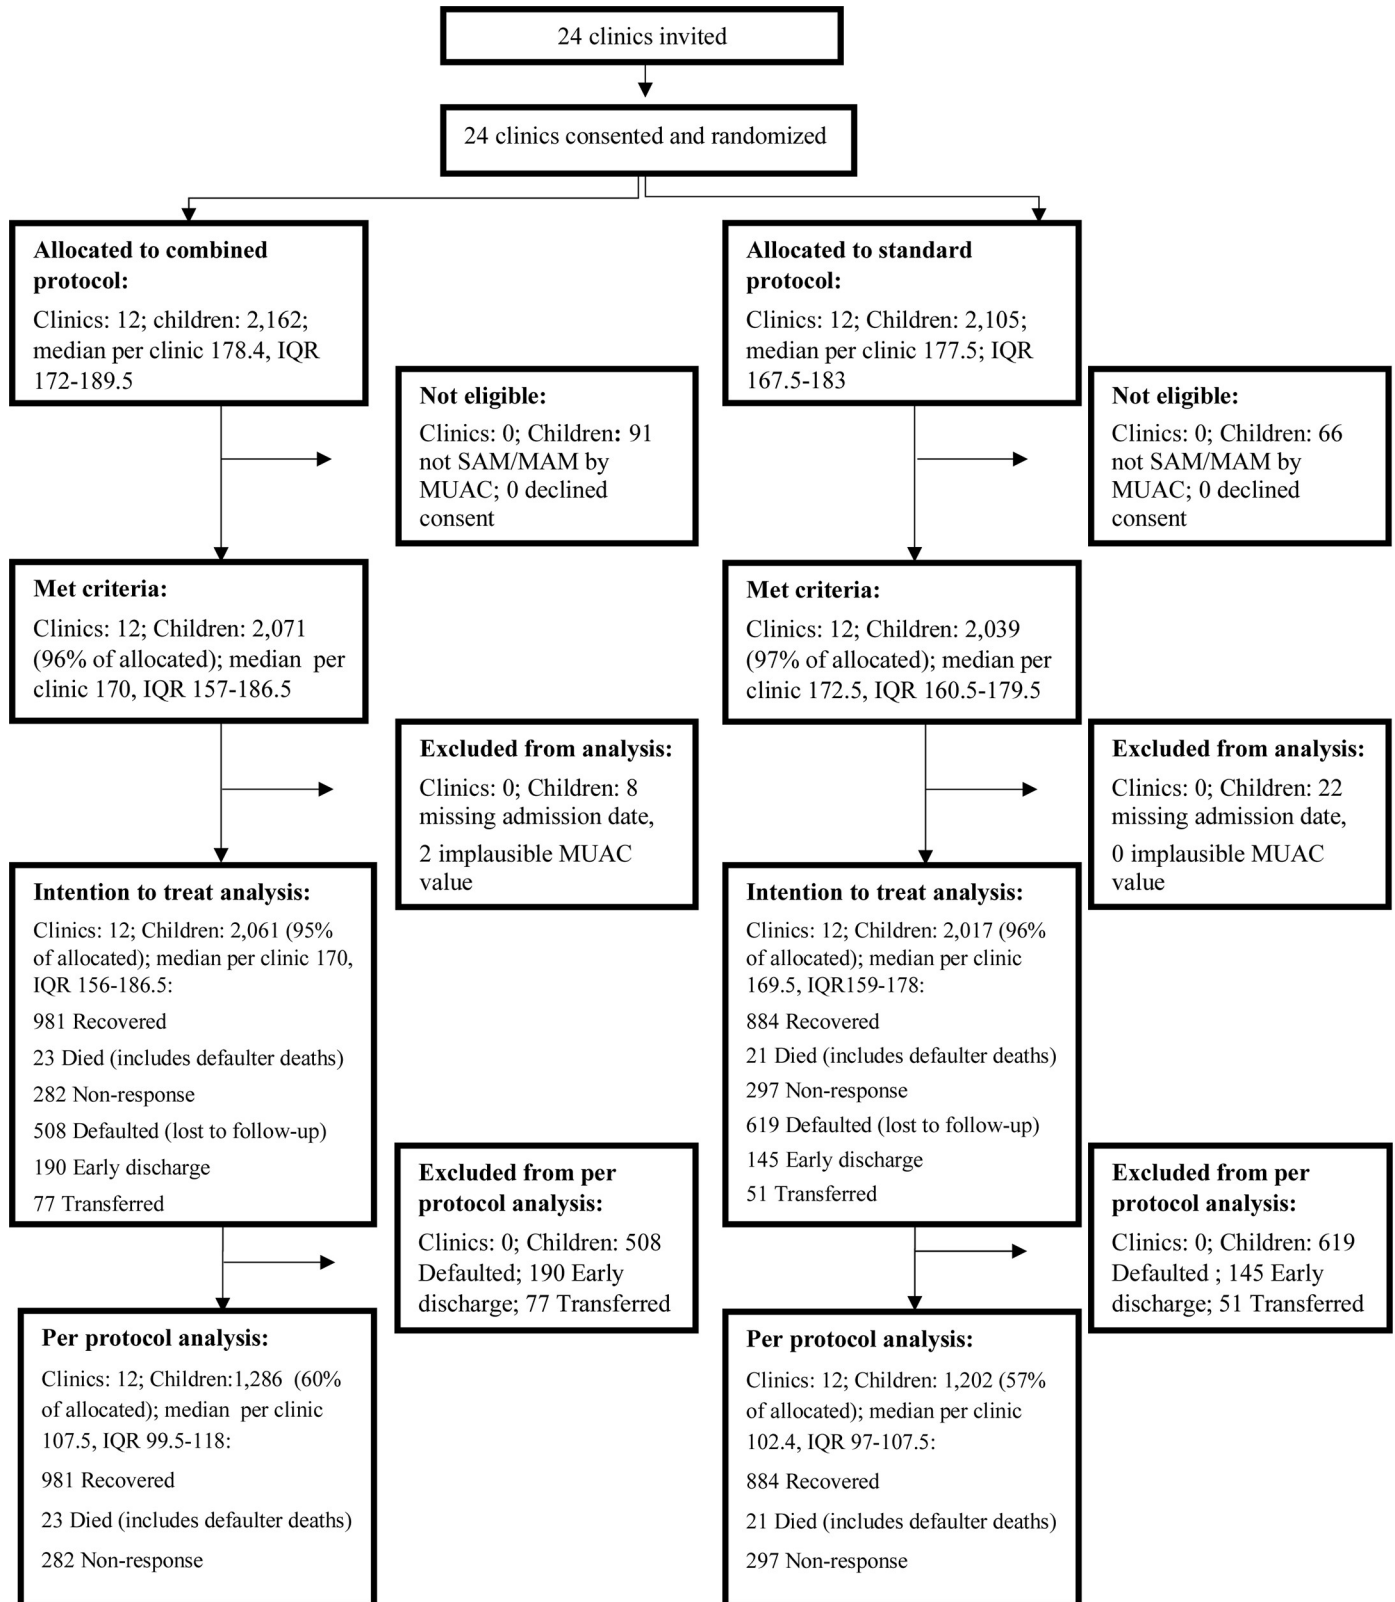 24 clinics invited
24 clinics consented and randomized
Allocated to combined
protocol:
Clinics: 12; children: 2,162;
median per clinic 178.4, IQR
172-189.5
Allocated to standard
protocol:
Clinics: 12; Children: 2,105;
median per clinic 177.5; IQR
167.5-183
Not eligible:
Clinics: 0; Children: 91
not SAM/MAM by
MUAC; 0 declined
consent
Not eligible:
Clinics: 0; Children: 66
not SAM/MAM by
MUAC; 0 declined
consent
Met criteria:
Clinics: 12; Children: 2,071
(96% of allocated); median per
clinic 170, IQR 157-186.5
Met criteria:
Clinics: 12; Children: 2,039
(97% of allocated); median per
clinic 172.5, IQR 160.5-179.5
Excluded from analysis:
Clinics: 0; Children: 8
missing admission date,
2 implausible MUAC
value
Excluded from analysis:
Clinics: 0; Children: 22
missing admission date,
0 implausible MUAC
value
Intention to treat analysis:
Clinics: 12; Children: 2,061 (95%
of allocated); median per clinic 170,
IQR 156-186.5:
981 Recovered
23 Died (includes defaulter deaths)
282 Non-response
508 Defaulted (lost to follow-up)
190 Early discharge
77 Transferred
Intention to treat analysis:
Clinics: 12; Children: 2,017 (96%
of allocated); median per clinic
169.5, IQR159-178:
884 Recovered
21 Died (includes defaulter deaths)
297 Non-response
619 Defaulted (lost to follow-up)
145 Early discharge
51 Transferred
Excluded from per
protocol analysis:
Clinics: 0; Children: 508
Defaulted; 190 Early
discharge; 77 Transferred
Excluded from per
protocol analysis:
Clinics: 0; Children: 619
Defaulted ; 145 Early
discharge; 51 Transferred
Per protocol analysis:
Clinics: 12; Children:1,286 (60%
of allocated); median per clinic
107.5, IQR 99.5-118:
981 Recovered
23 Died (includes defaulter deaths)
282 Non-response
Per protocol analysis:
Clinics: 12; Children: 1,202 (57%
of allocated); median per clinic
102.4, IQR 97-107.5:
884 Recovered
21 Died (includes defaulter deaths)
297 Non-response